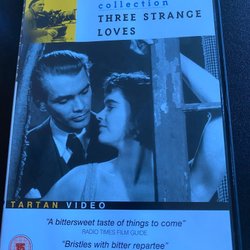 collection
THREE STRANGE
LOVES
TARTAN VIDEO
"A bittersweet taste of things to come"
RADIO TIMES FILM GUIDE
"Bristles with bitter repartee"
15